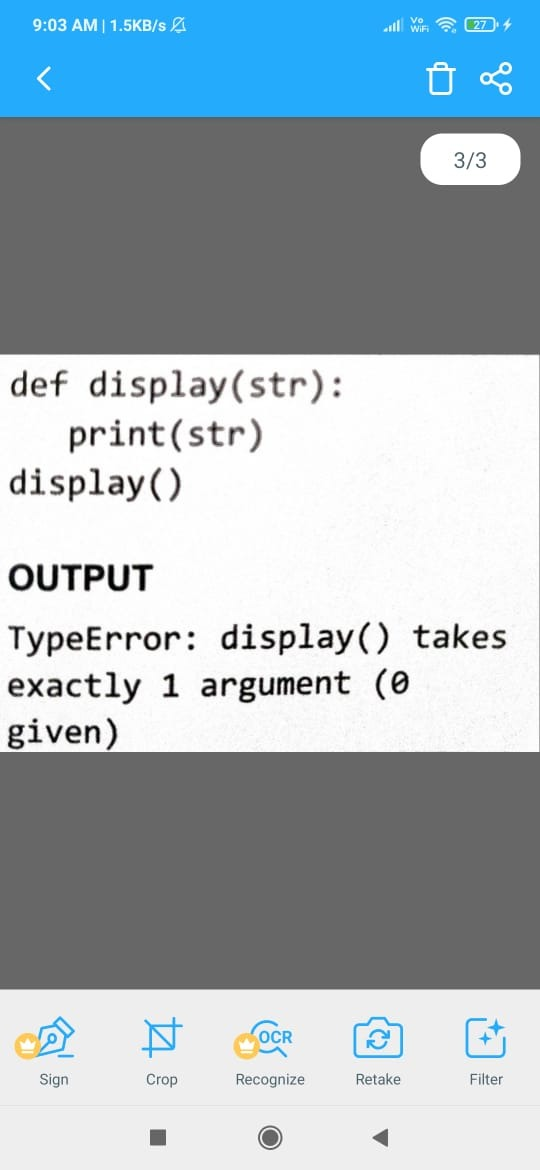 9:03 AM | 1.5KB/s
Vo
WiFi
27
3/3
def display(str):
    print(str)
display()
OUTPUT
TypeError: display() takes
exactly 1 argument (0
given)
OCR
Sign
Crop
Recognize
Retake
Filter